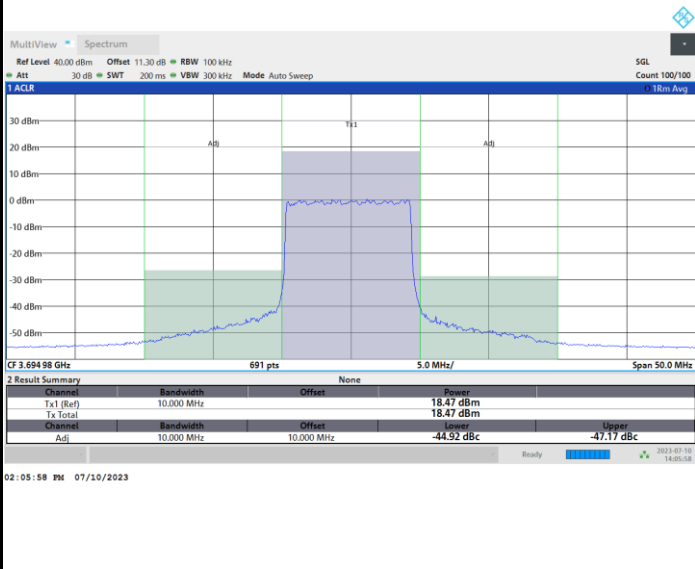 MultiView Spectrum
Ref Level 40.00 dBm Offset 11.30 dB RBW 100 kHz SGL
Att 30 dB SWT 200 ms VBW 300 kHz Mode Auto Sweep Count 100/100
1 ACLR 1Rm Avg
30 dBm
Tx1
20 dBm
Adj Adj
10 dBm
0 dBm
-10 dBm
-20 dBm
-30 dBm
-40 dBm
-50 dBm
CF 3.694 98 GHz 691 pts 5.0 MHz/ Span 50.0 MHz
2 Result Summary None
Channel Bandwidth Offset Power
Tx1 (Ref) 10.000 MHz 18.47 dBm
Tx Total 18.47 dBm
Channel Bandwidth Offset Lower Upper
Adj 10.000 MHz 10.000 MHz -44.92 dBc -47.17 dBc
Ready 2023-07-10
14:05:58
02:05:58 PM 07/10/2023